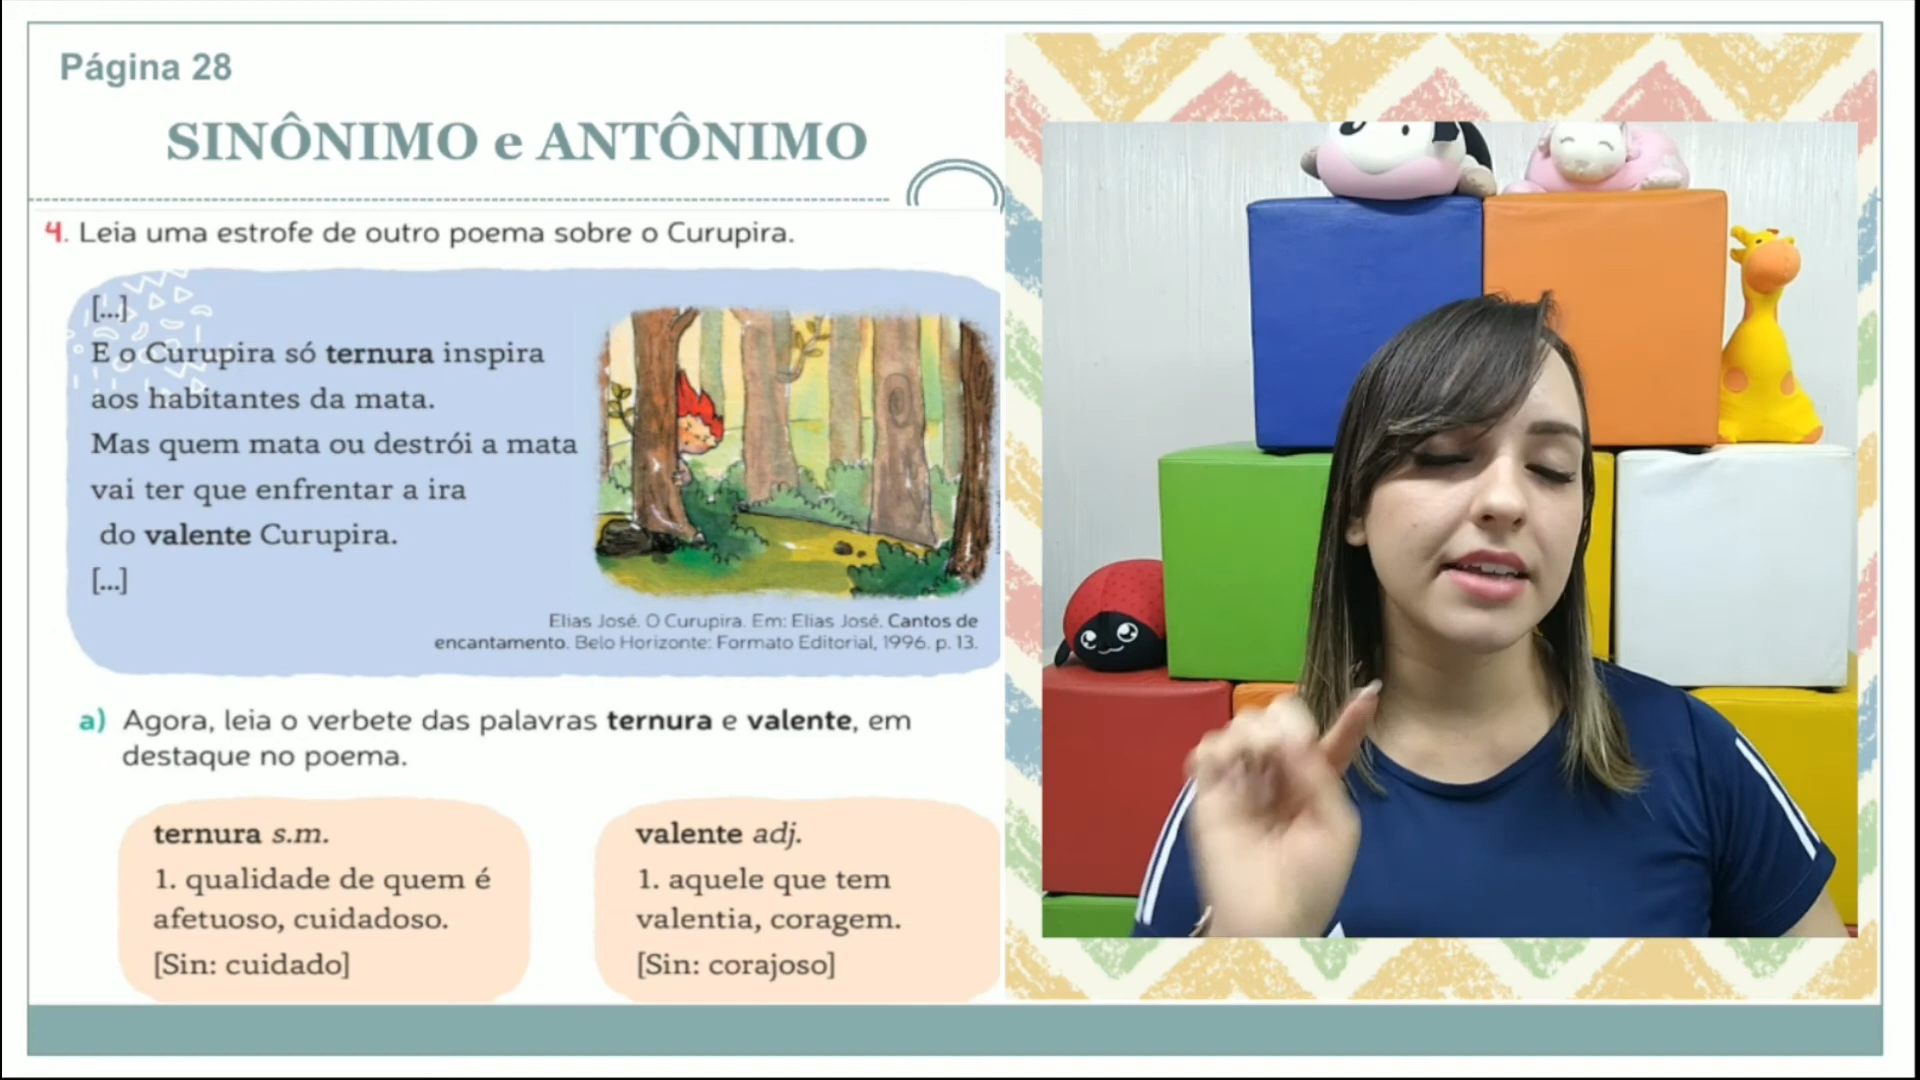 Página 28
SINÔNIMO e ANTÔNIMO
4. Leia uma estrofe de outro poema sobre o Curupira.
[...]
E o Curupira só ternura inspira
aos habitantes da mata.
Mas quem mata ou destrói a mata
vai ter que enfrentar a ira
do valente Curupira.
[...]
Elias José. O Curupira. Em: Elias José. Cantos de
encantamento. Belo Horizonte: Formato Editorial, 1996. p. 13.
a) Agora, leia o verbete das palavras ternura e valente, em
destaque no poema.
ternura s.m.
1. qualidade de quem é
afetuoso, cuidadoso.
[Sin: cuidado]
valente adj.
1. aquele que tem
valentia, coragem.
[Sin: corajoso]